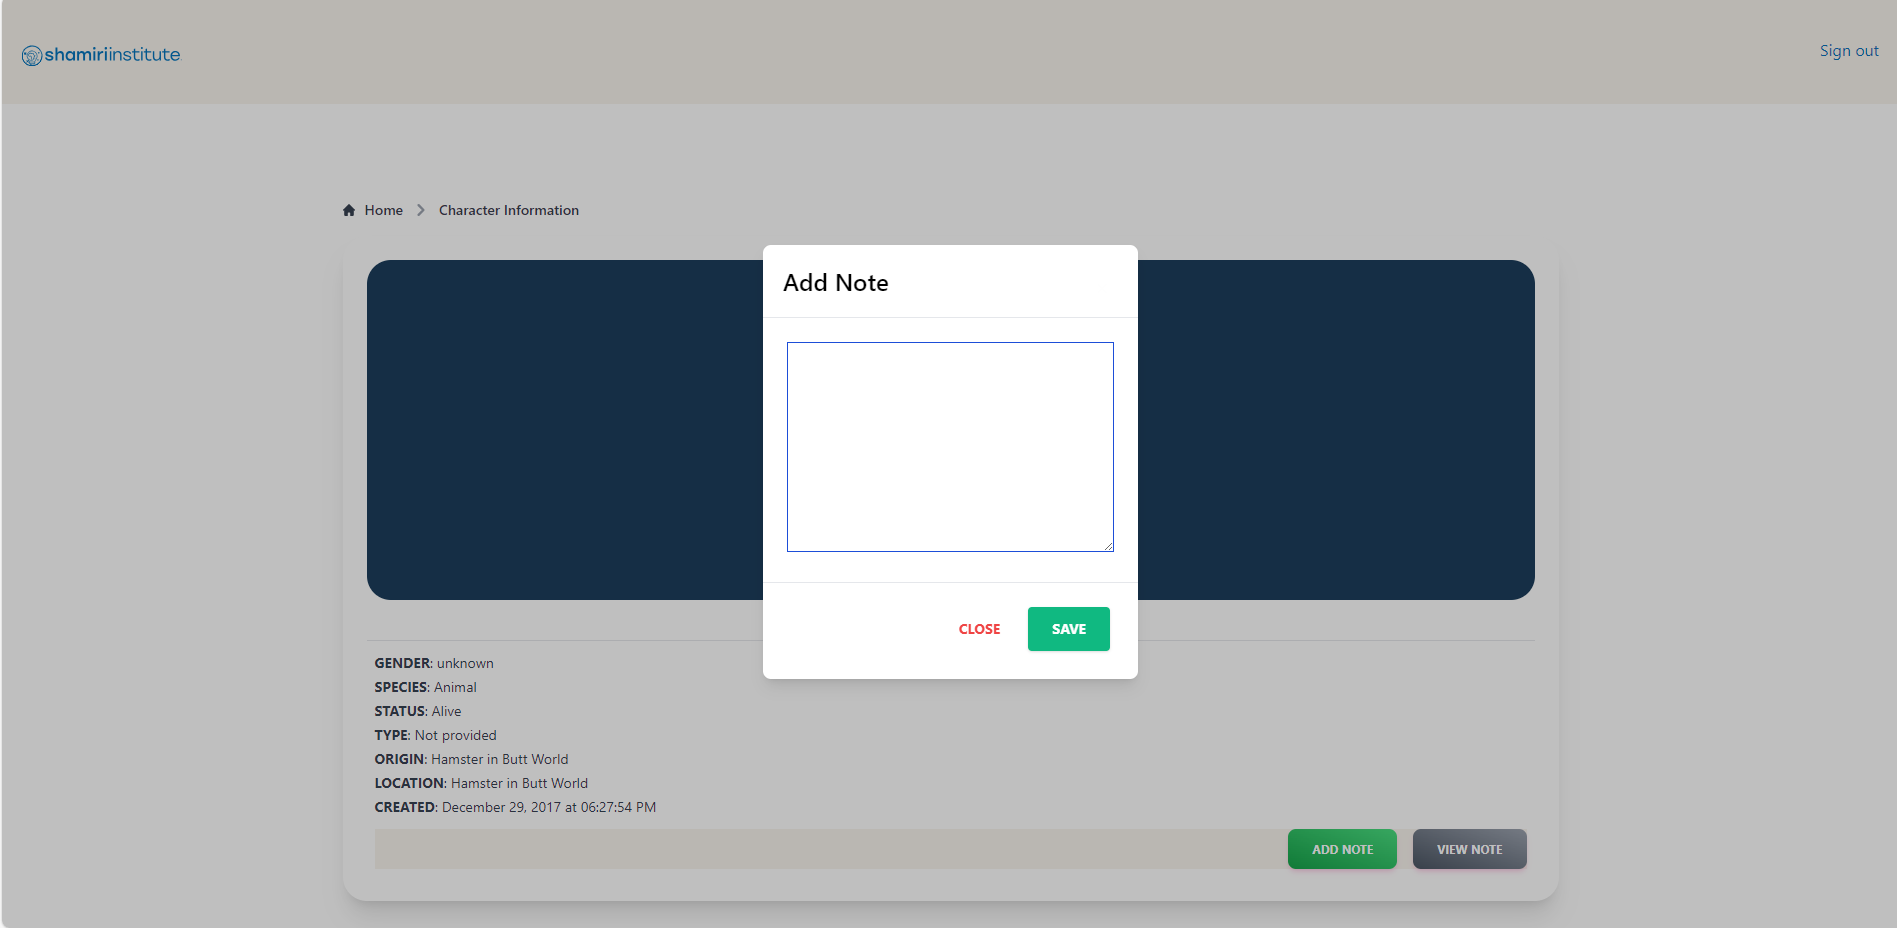 shamiriinstitute
Sign out
Home
Character Information
Add Note
CLOSE
SAVE
GENDER: unknown
SPECIES: Animal
STATUS: Alive
TYPE: Not provided
ORIGIN: Hamster in Butt World
LOCATION: Hamster in Butt World
CREATED: December 29, 2017 at 06:27:54 PM
ADD NOTE
VIEW NOTE